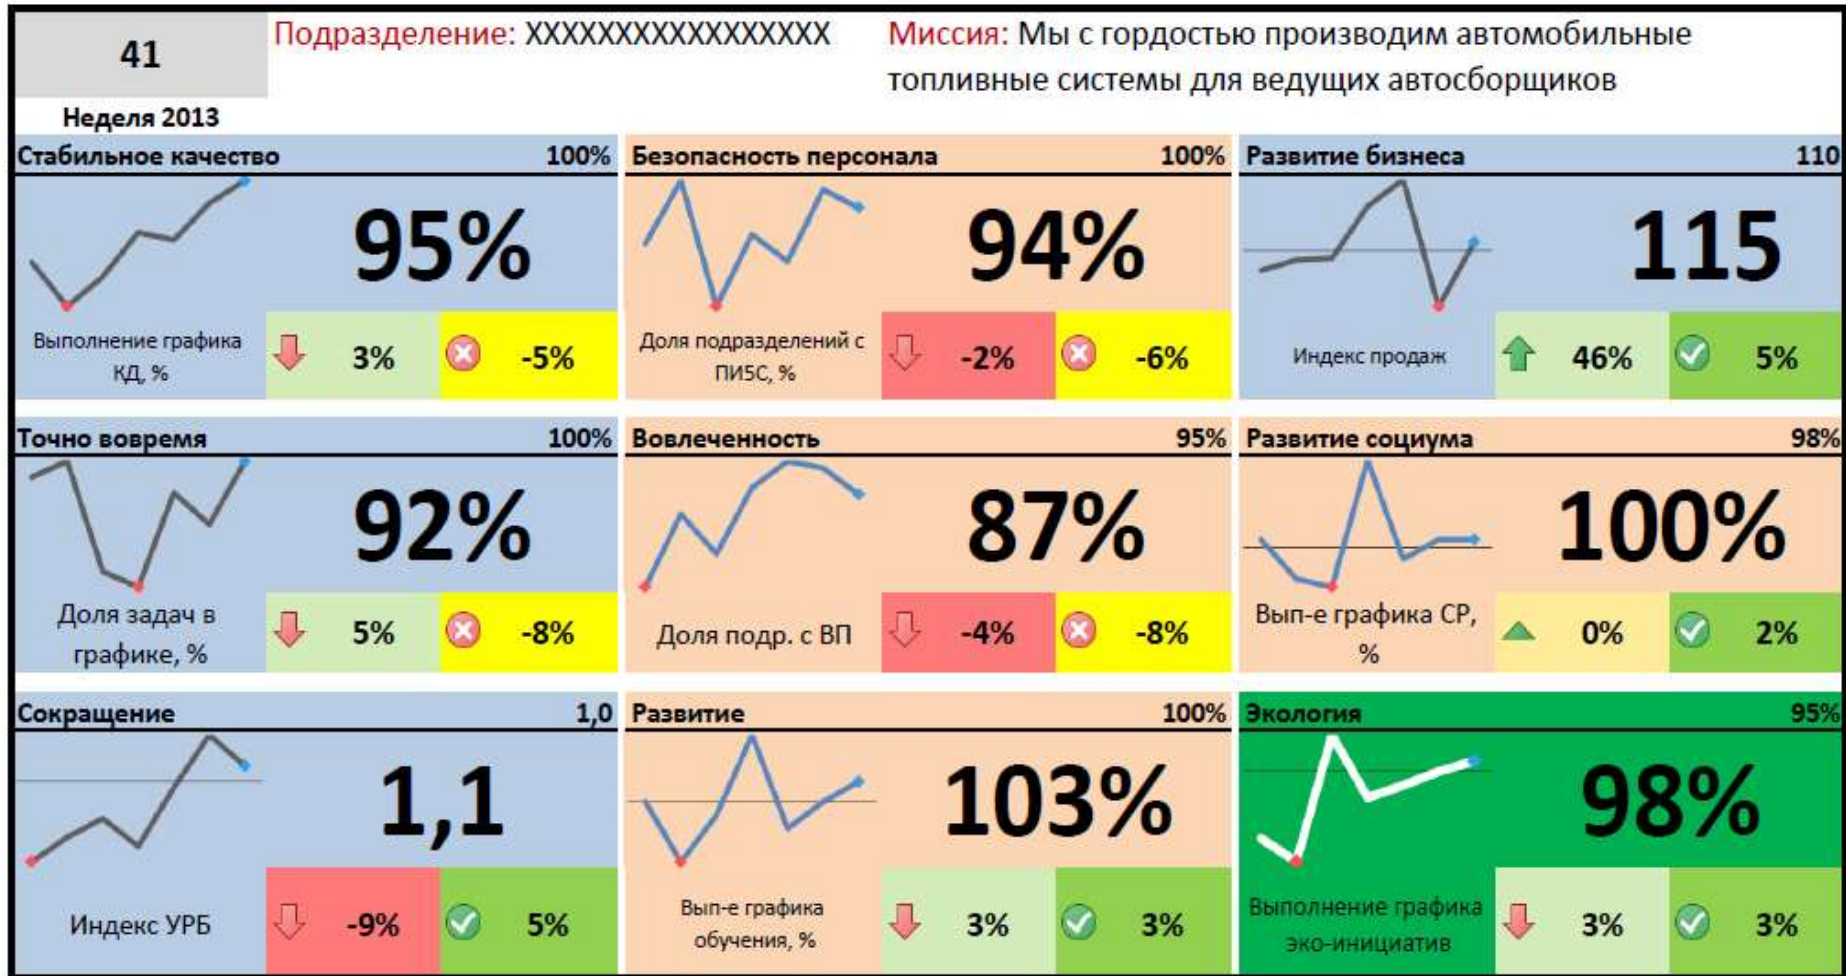 41
Подразделение: XXXXXXXXXXXXXXXXX
Миссия: Мы с гордостью производим автомобильные
топливные системы для ведущих автосборщиков
Неделя 2013
Стабильное качество 100%
95%
Выполнение графика
КД, %
3%
-5%
Безопасность персонала 100%
94%
Доля подразделений с
ПИ5С, %
-2%
-6%
Развитие бизнеса 110
115
Индекс продаж
46%
5%
Точно вовремя 100%
92%
Доля задач в
графике, %
5%
-8%
Вовлеченность 95%
87%
Доля подр. с ВП
-4%
-8%
Развитие социума 98%
100%
Вып-е графика СР,
%
0%
2%
Сокращение 1,0
1,1
Индекс УРБ
-9%
5%
Развитие 100%
103%
Вып-е графика
обучения, %
3%
3%
Экология 95%
98%
Выполнение графика
эко-инициатив
3%
3%